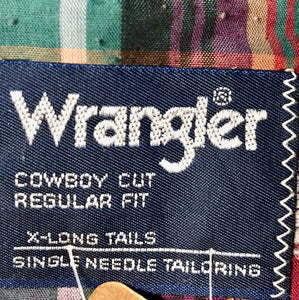 Wrangler®
COWBOY CUT
REGULAR FIT
X-LONG TAILS
SINGLE NEEDLE TAILORING